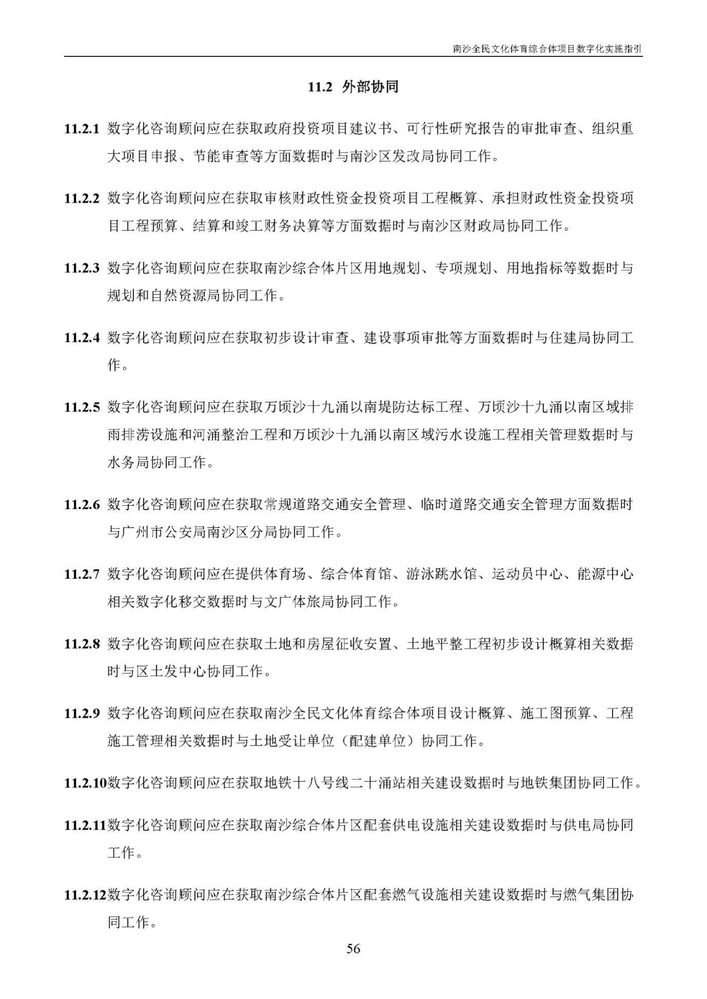 南沙全民文化体育综合体项目数字化实施指引
11.2 外部协同
11.2.1 数字化咨询顾问应在获取政府投资项目建议书、可行性研究报告的审批审查、组织重
大项目申报、节能审查等方面数据时与南沙区发改局协同工作。
11.2.2 数字化咨询顾问应在获取审核财政性资金投资项目工程概算、承担财政性资金投资项
目工程预算、结算和竣工财务决算等方面数据时与南沙区财政局协同工作。
11.2.3 数字化咨询顾问应在获取南沙综合体片区用地规划、专项规划、用地指标等数据时与
规划和自然资源局协同工作。
11.2.4 数字化咨询顾问应在获取初步设计审查、建设事项审批等方面数据时与住建局协同工
作。
11.2.5 数字化咨询顾问应在获取万顷沙十九涌以南堤防达标工程、万顷沙十九涌以南区域排
雨排涝设施和河涌整治工程和万顷沙十九涌以南区域污水设施工程相关管理数据时与
水务局协同工作。
11.2.6 数字化咨询顾问应在获取常规道路交通安全管理、临时道路交通安全管理方面数据时
与广州市公安局南沙区分局协同工作。
11.2.7 数字化咨询顾问应在提供体育场、综合体育馆、游泳跳水馆、运动员中心、能源中心
相关数字化移交数据时与文广体旅局协同工作。
11.2.8 数字化咨询顾问应在获取土地和房屋征收安置、土地平整工程初步设计概算相关数据
时与区土发中心协同工作。
11.2.9 数字化咨询顾问应在获取南沙全民文化体育综合体项目设计概算、施工图预算、工程
施工管理相关数据时与土地受让单位（配建单位）协同工作。
11.2.10数字化咨询顾问应在获取地铁十八号线二十涌站相关建设数据时与地铁集团协同工作。
11.2.11数字化咨询顾问应在获取南沙综合体片区配套供电设施相关建设数据时与供电局协同
工作。
11.2.12数字化咨询顾问应在获取南沙综合体片区配套燃气设施相关建设数据时与燃气集团协
同工作。
56